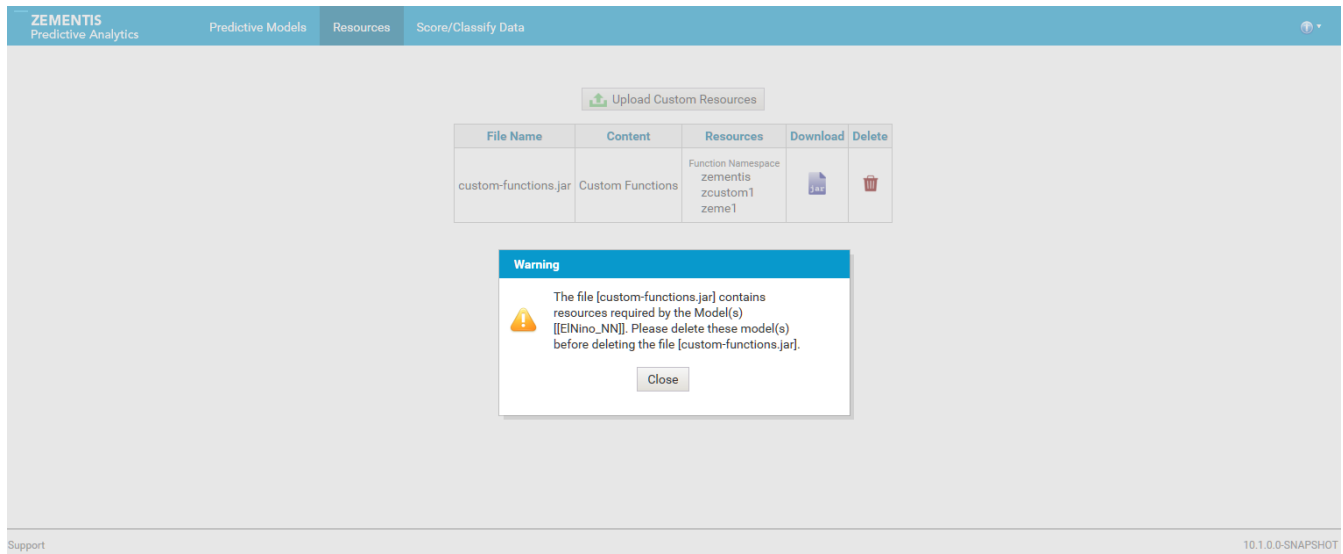 ZEMENTIS
Predictive Analytics
Predictive Models Resources Score/Classify Data
Upload Custom Resources
File Name Content Resources Download Delete
Function Namespace
custom-functions.jar Custom Functions zementis jar
zcustom1
zeme1
Warning
The file [custom-functions.jar] contains
resources required by the Model(s)
[[ElNino_NN]]. Please delete these model(s)
before deleting the file [custom-functions.jar].
Close
Support 10.1.0.0-SNAPSHOT